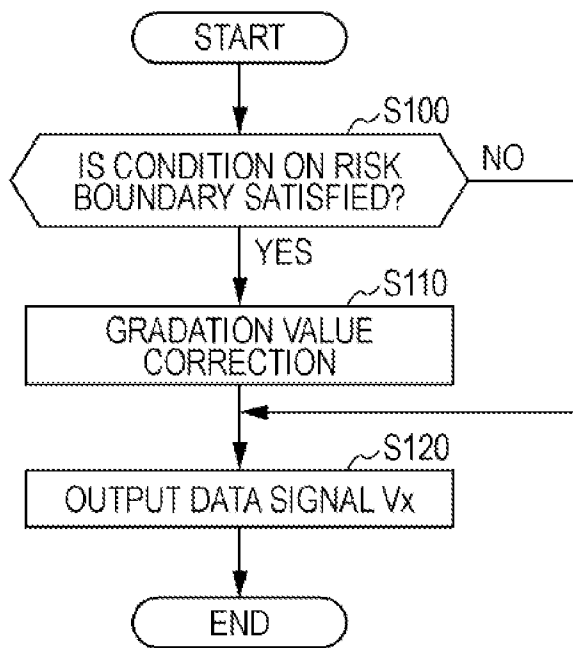 START
S100
IS CONDITION ON RISK
BOUNDARY SATISFIED?
NO
YES
S110
GRADATION VALUE
CORRECTION
S120
OUTPUT DATA SIGNAL Vx
END